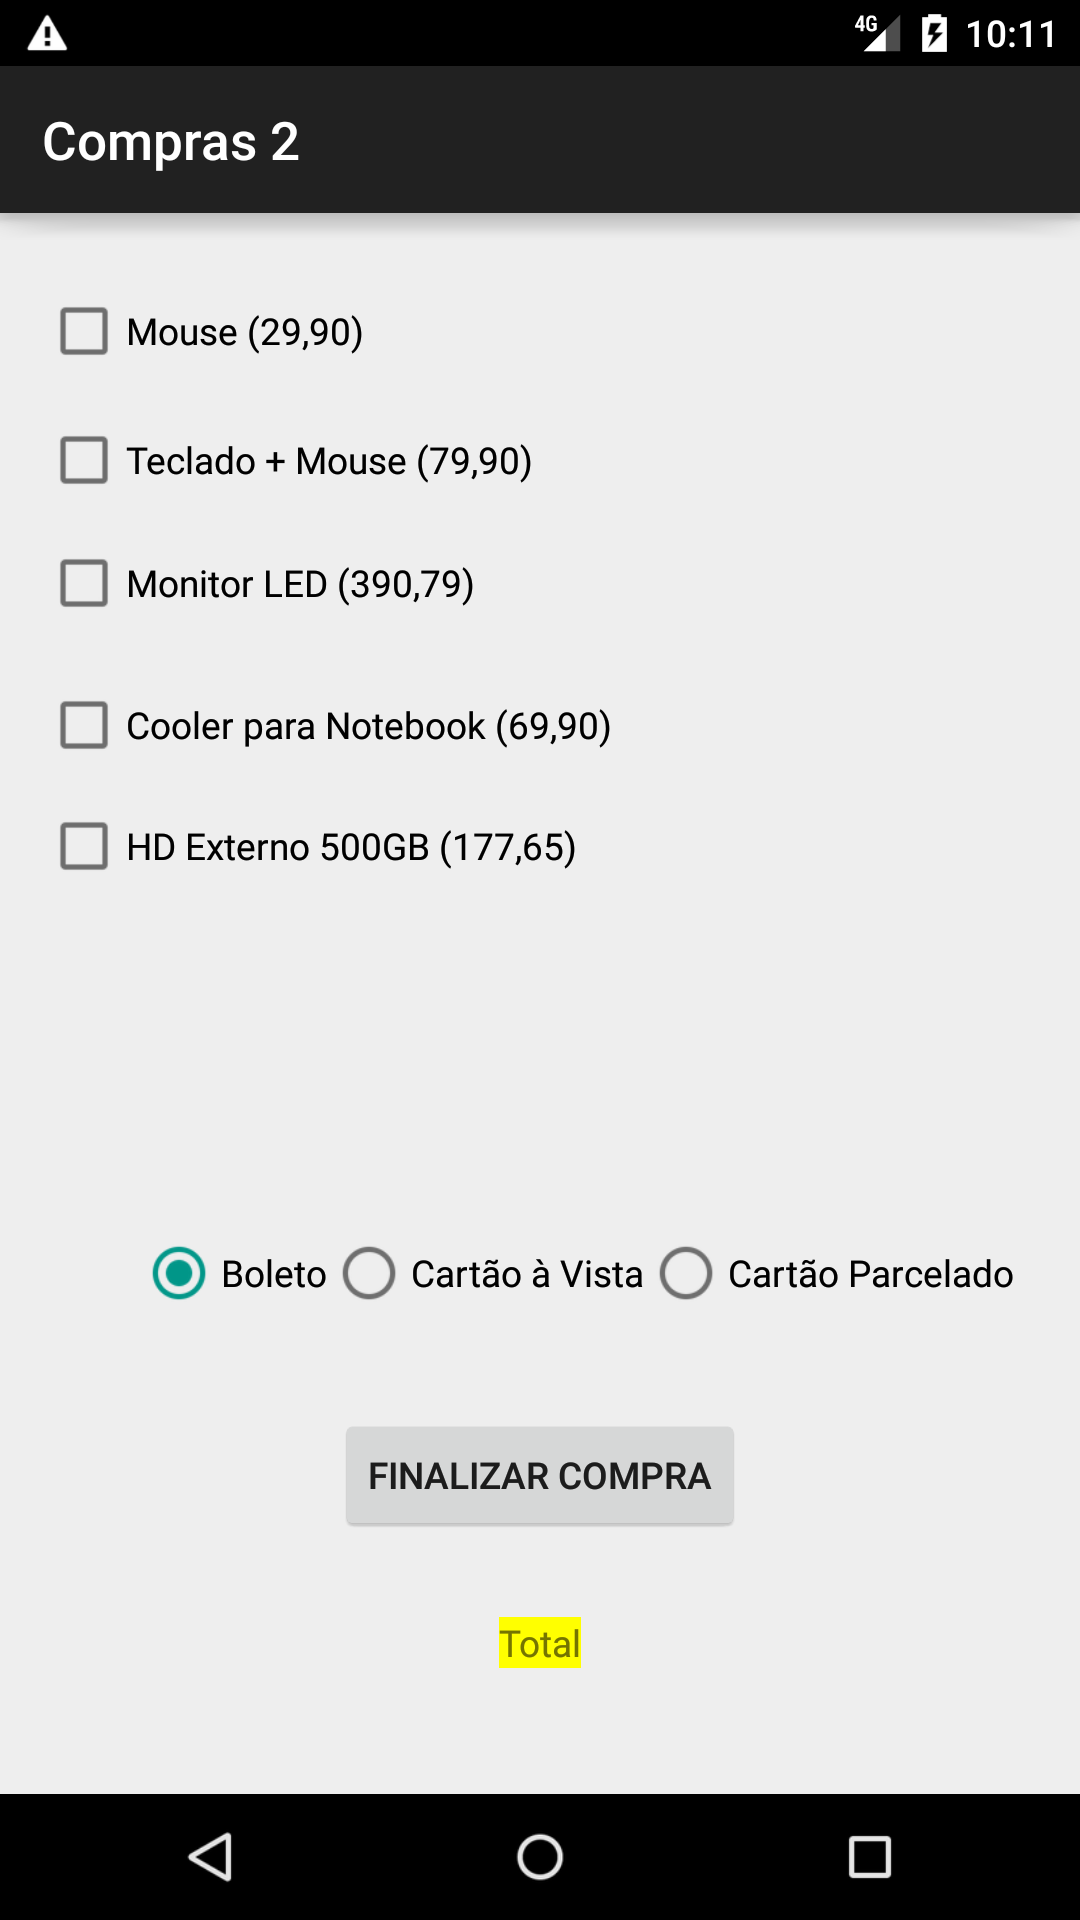 4G 10:11
Compras 2
Mouse (29,90)
Teclado + Mouse (79,90)
Monitor LED (390,79)
Cooler para Notebook (69,90)
HD Externo 500GB (177,65)
Boleto Cartão à Vista Cartão Parcelado
FINALIZAR COMPRA
Total